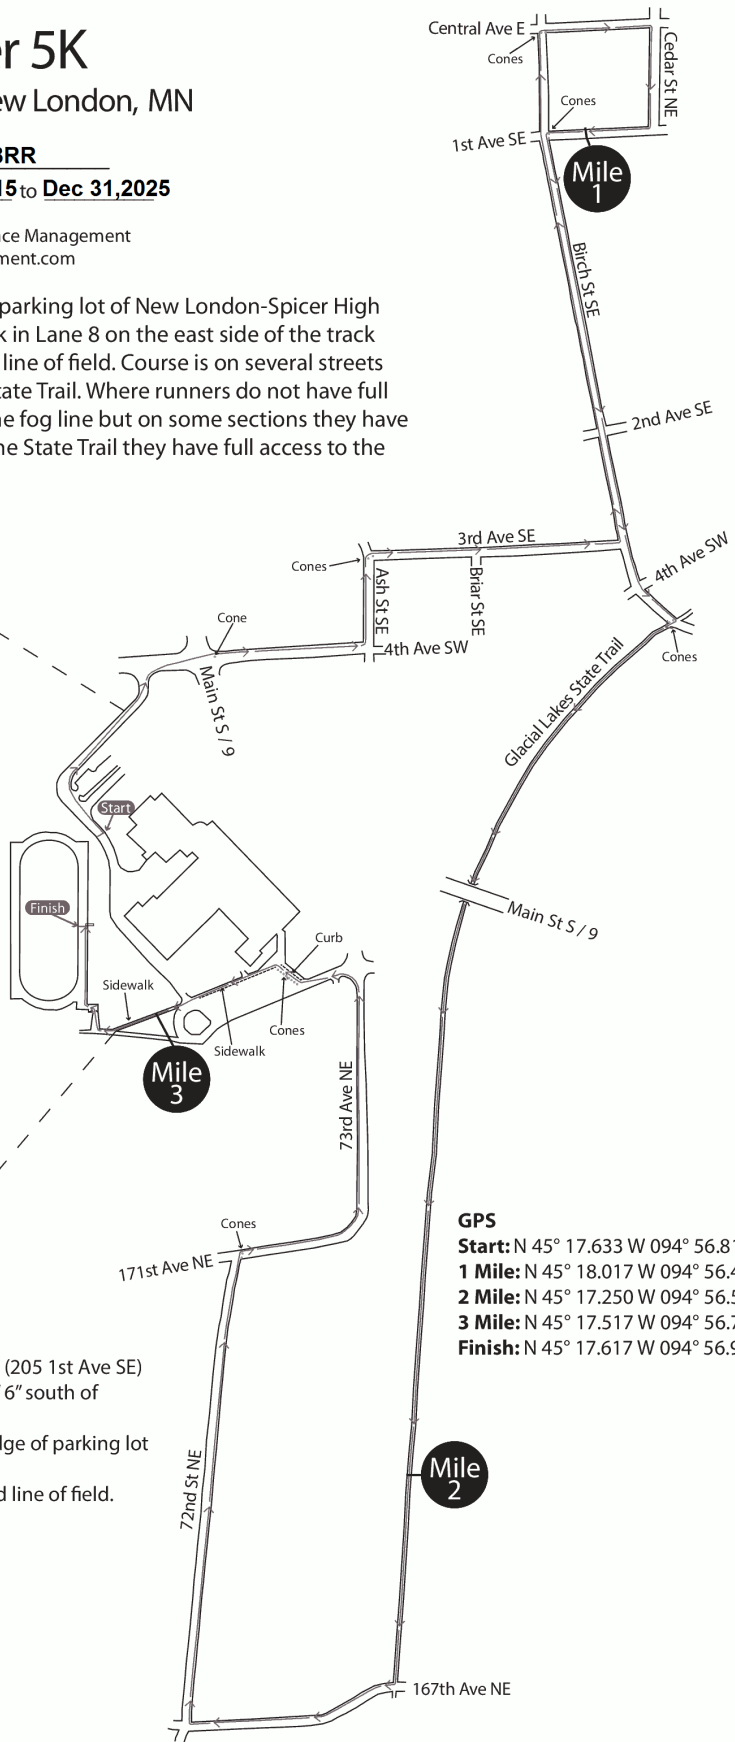 er 5K
ew London, MN
BRR
15 to Dec 31,2025
nce Management
ment.com
parking lot of New London-Spicer High
k in Lane 8 on the east side of the track
line of field. Course is on several streets
tate Trail. Where runners do not have full
ne fog line but on some sections they have
he State Trail they have full access to the
Central Ave E
Cones
Cedar St NE
Cones
1st Ave SE
Mile
1
Birch St SE
2nd Ave SE
3rd Ave SE
Cones
4th Ave SW
Ash St SE
Briar St SE
Cone
4th Ave SW
Cones
Main St S / 9
Glacial Lakes State Trail
Start
Finish
Main St S / 9
Curb
Sidewalk
Cones
Sidewalk
Mile
3
73rd Ave NE
Cones
171st Ave NE
GPS
Start: N 45° 17.633 W 094° 56.81
1 Mile: N 45° 18.017 W 094° 56.4
2 Mile: N 45° 17.250 W 094° 56.5
3 Mile: N 45° 17.517 W 094° 56.7
Finish: N 45° 17.617 W 094° 56.9
(205 1st Ave SE)
6” south of
dge of parking lot
d line of field.
72nd St NE
Mile
2
167th Ave NE